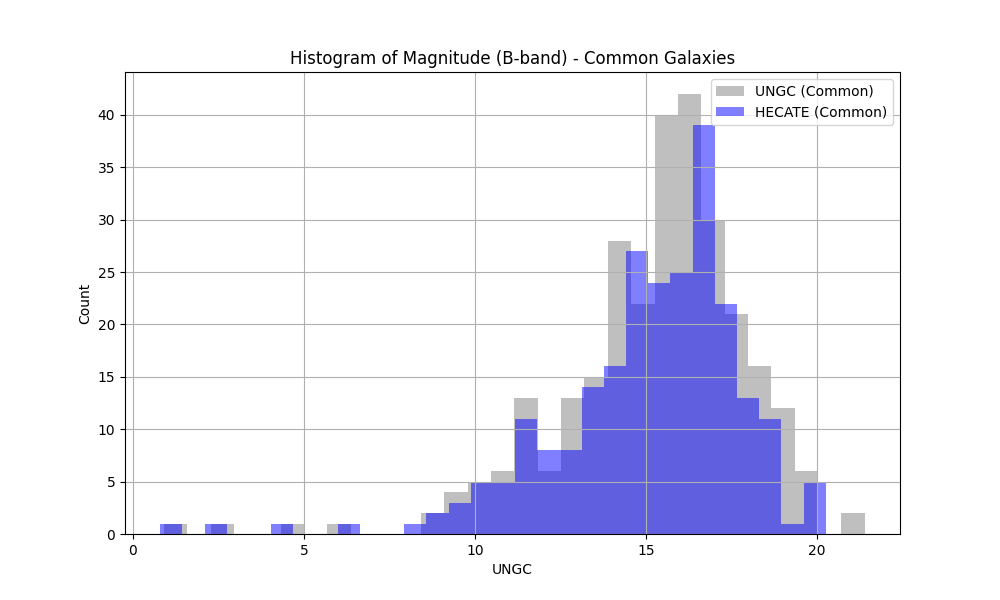 Histogram of Magnitude (B-band) - Common Galaxies
UNGC (Common)
HECATE (Common)
Count
40
35
30
25
20
15
10
5
0
0 5 10 15 20
UNGC